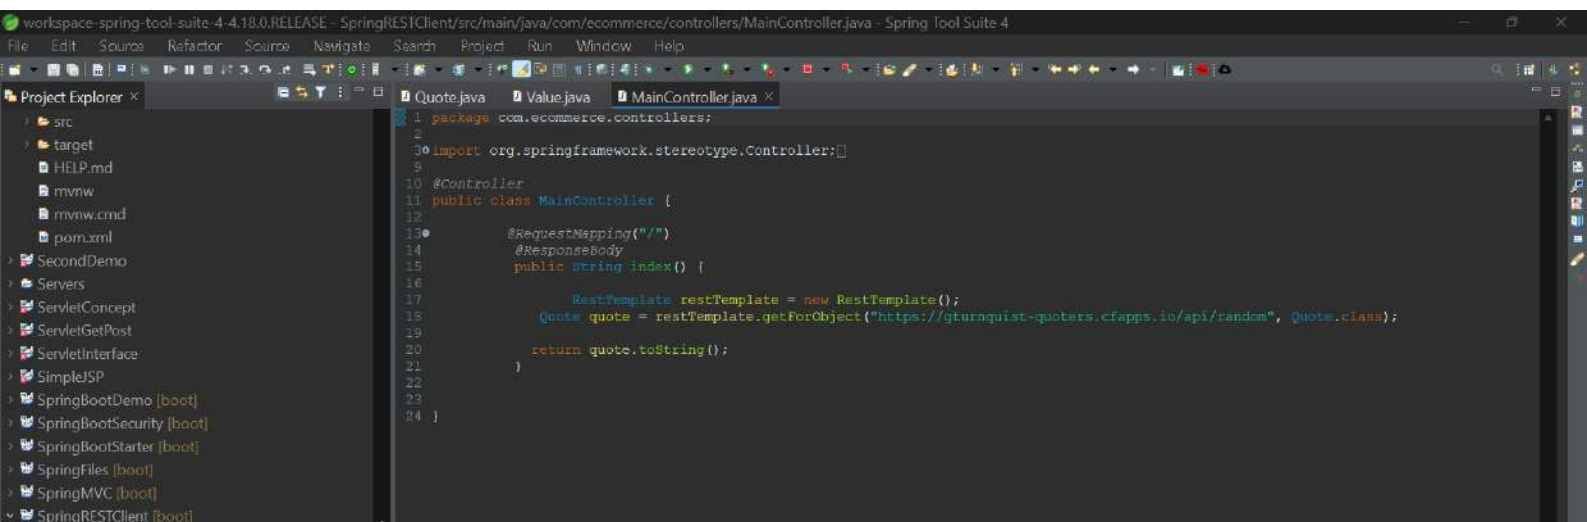 workspace-spring-tool-suite-4-4.18.0.RELEASE - SpringRESTClient/src/main/java/com/ecommerce/controllers/MainController.java - Spring Tool Suite 4
File Edit Source Refactor Source Navigate Search Project Run Window Help
Project Explorer ×
Quote.java Value.java MainController.java ×
src
target
HELP.md
mvnw
mvnw.cmd
pom.xml
SecondDemo
Servers
ServletConcept
ServletGetPost
ServletInterface
SimpleJSP
SpringBootDemo [boot]
SpringBootSecurity [boot]
SpringBootStarter [boot]
SpringFiles [boot]
SpringMVC [boot]
SpringRESTClient [boot]
1 package com.ecommerce.controllers;
2
3 import org.springframework.stereotype.Controller;
9
10 @Controller
11 public class MainController {
12
13 @RequestMapping("/")
14 @ResponseBody
15 public String index() {
16
17 RestTemplate restTemplate = new RestTemplate();
18 Quote quote = restTemplate.getForObject("https://gturnquist-quoters.cfapps.io/api/random", Quote.class);
19
20 return quote.toString();
21 }
22
23
24 }